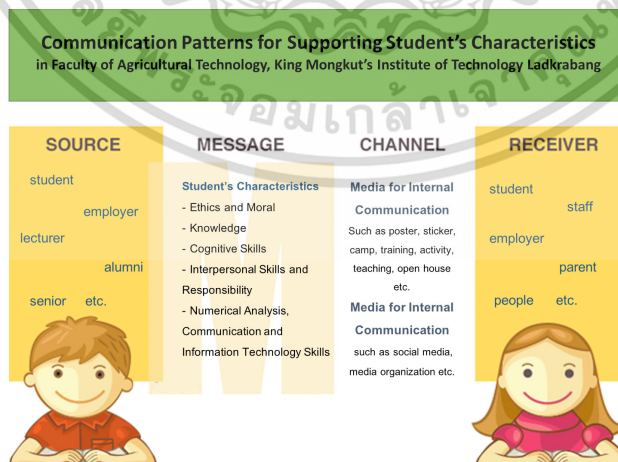 Communication Patterns for Supporting Student's Characteristics
in Faculty of Agricultural Technology, King Mongkut's Institute of Technology Ladkrabang
SOURCE
student
employer
lecturer
alumni
senior etc.
MESSAGE
Student's Characteristics
- Ethics and Moral
- Knowledge
- Cognitive Skills
- Interpersonal Skills and
Responsibility
- Numerical Analysis,
Communication and
Information Technology Skills
CHANNEL
Media for Internal
Communication
Such as poster, sticker,
camp, training, activity,
teaching, open house
etc.
Media for Internal
Communication
such as social media,
media organization etc.
RECEIVER
student
staff
employer
parent
people etc.
M